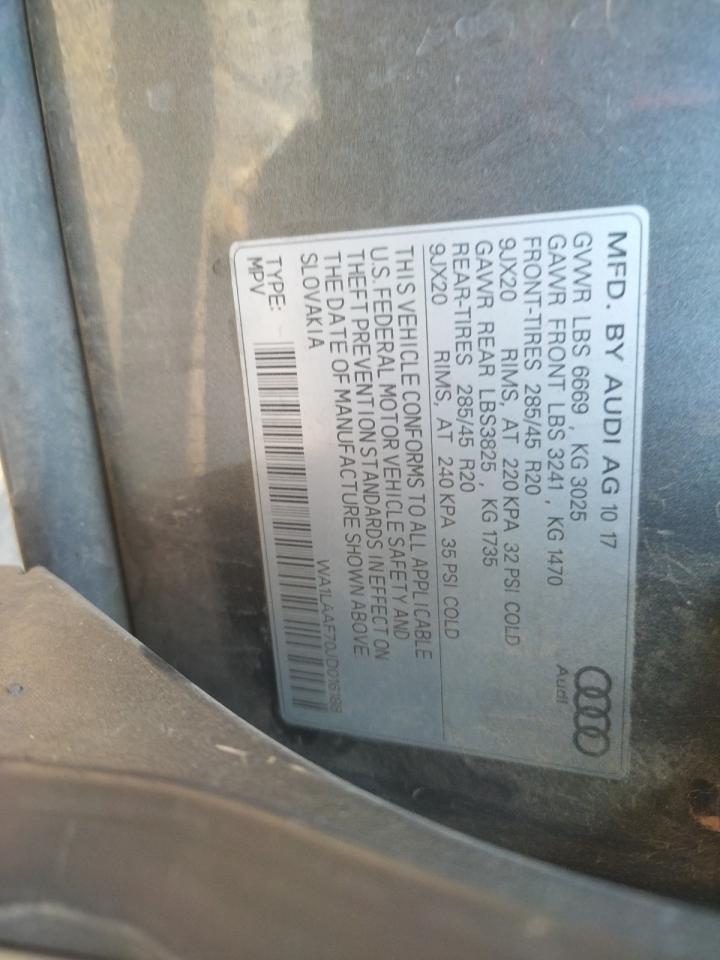 MFD. BY AUDI AG 10 17
GVWR LBS 6669 , KG 3025
GAWR FRONT LBS 3241 , KG 1470
FRONT-TIRES 285/45 R20
9JX20 RIMS, AT 220 KPA 32 PSI COLD
GAWR REAR LBS3825 , KG 1735
REAR-TIRES 285/45 R20
9JX20 RIMS, AT 240 KPA 35 PSI COLD
Audi
THIS VEHICLE CONFORMS TO ALL APPLICABLE
U.S. FEDERAL MOTOR VEHICLE SAFETY AND
THEFT PREVENTION STANDARDS IN EFFECT ON
THE DATE OF MANUFACTURE SHOWN ABOVE.
SLOVAKIA
WA1LAAF70JD016188
TYPE:
MPV